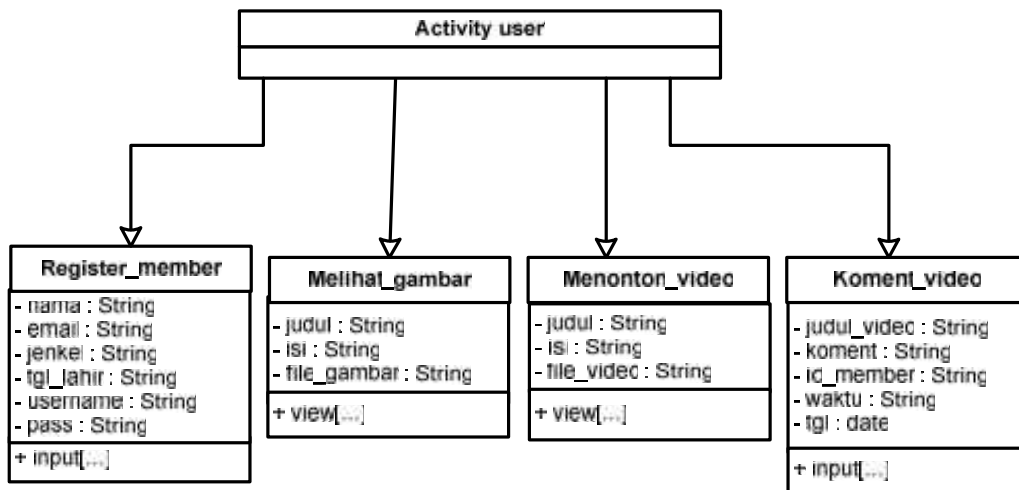 Activity user
Register_member
- nama : String
- email : String
- jenkel : String
- tgl_lahir : String
- username : String
- pass : String
+ input[...]
Melihat_gambar
- judul : String
- isi : String
- file_gambar : String
+ view[...]
Menonton_video
- judul : String
- isi : String
- file_video : String
+ view[...]
Koment_video
- judul_video : String
- koment : String
- id_member : String
- waktu : String
- tgl : date
+ input[...]